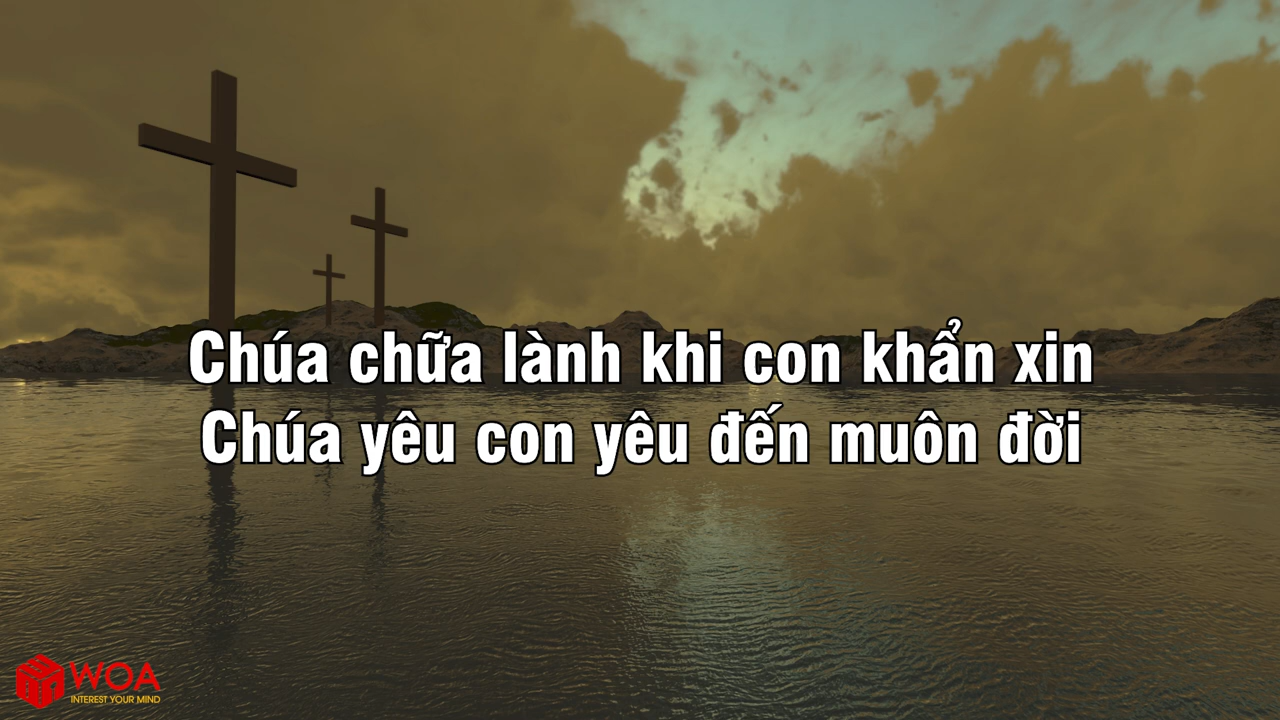 Chúa chữa lành khi con khẩn xin
Chúa yêu con yêu đến muôn đời
WOA
INTEREST YOUR MIND